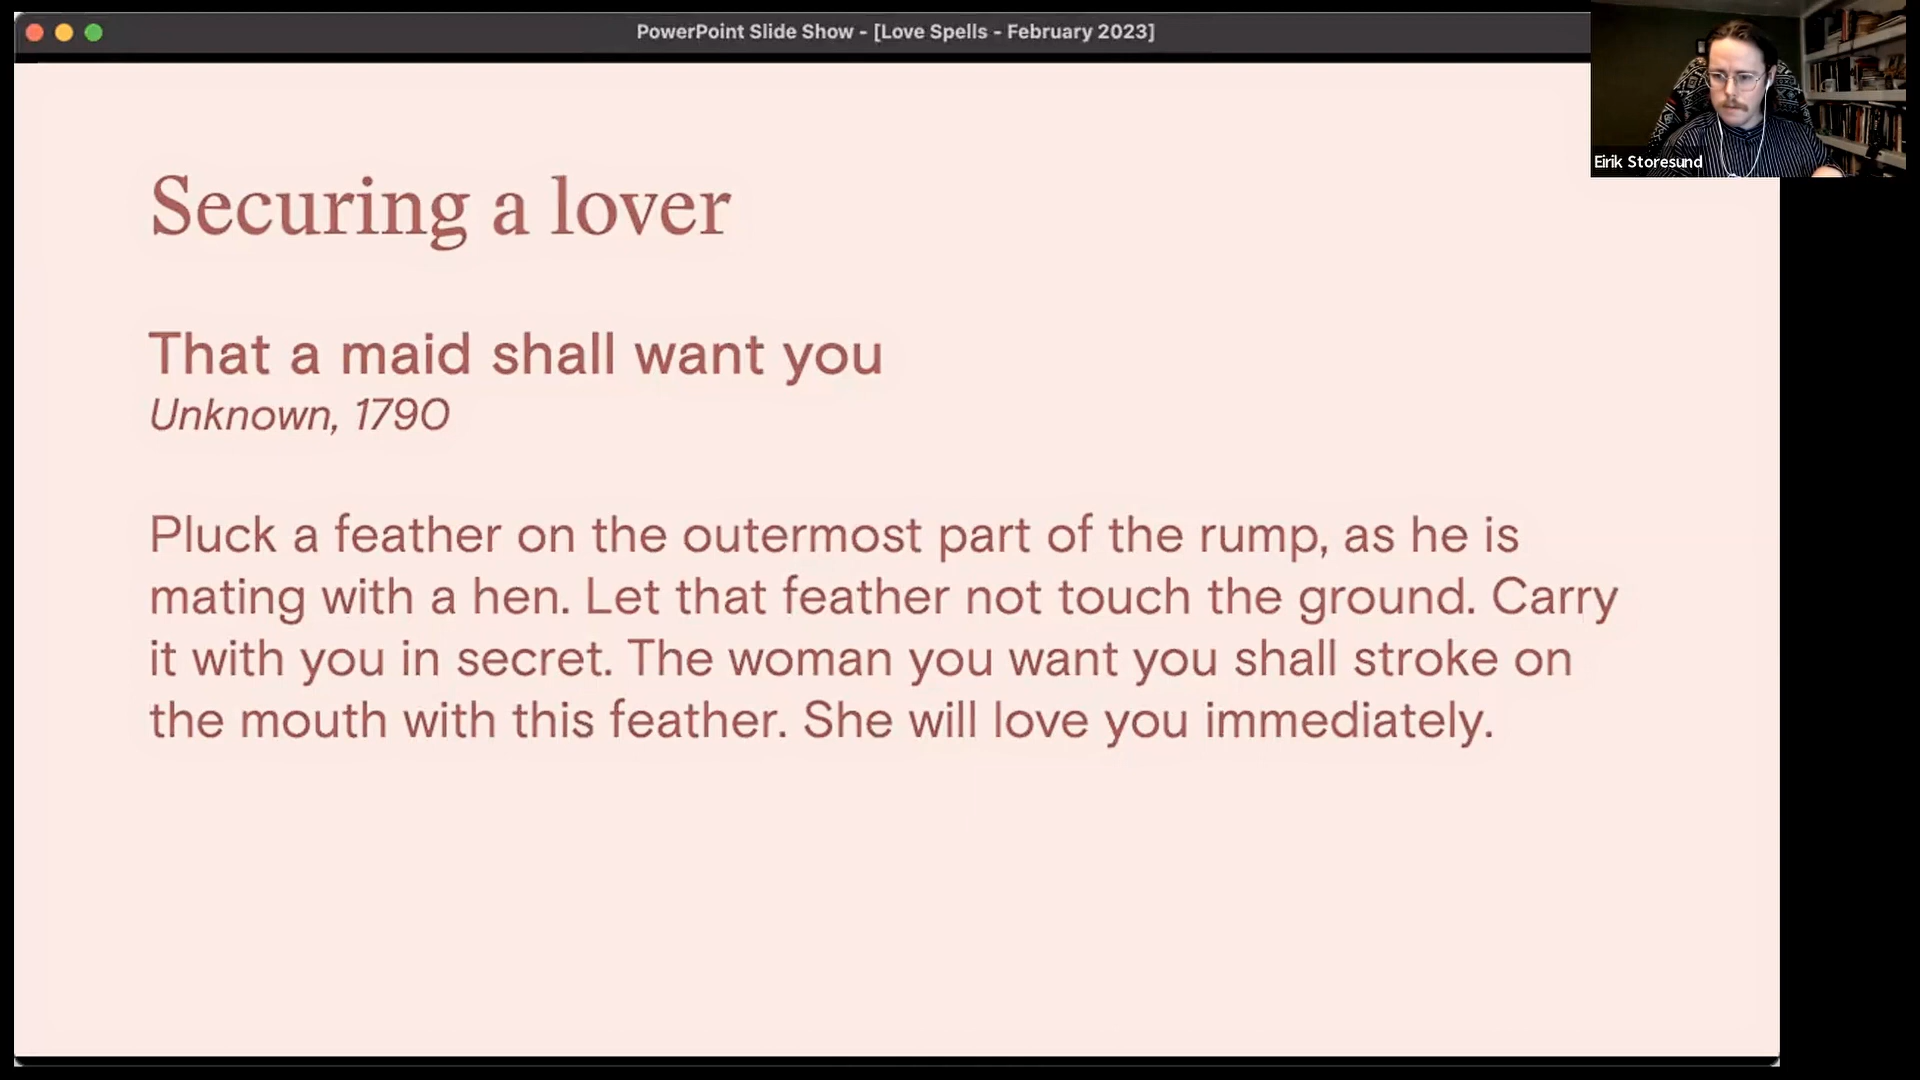 PowerPoint Slide Show - [Love Spells - February 2023]
Eirik Storesund
Securing a lover
That a maid shall want you
Unknown, 1790
Pluck a feather on the outermost part of the rump, as he is
mating with a hen. Let that feather not touch the ground. Carry
it with you in secret. The woman you want you shall stroke on
the mouth with this feather. She will love you immediately.